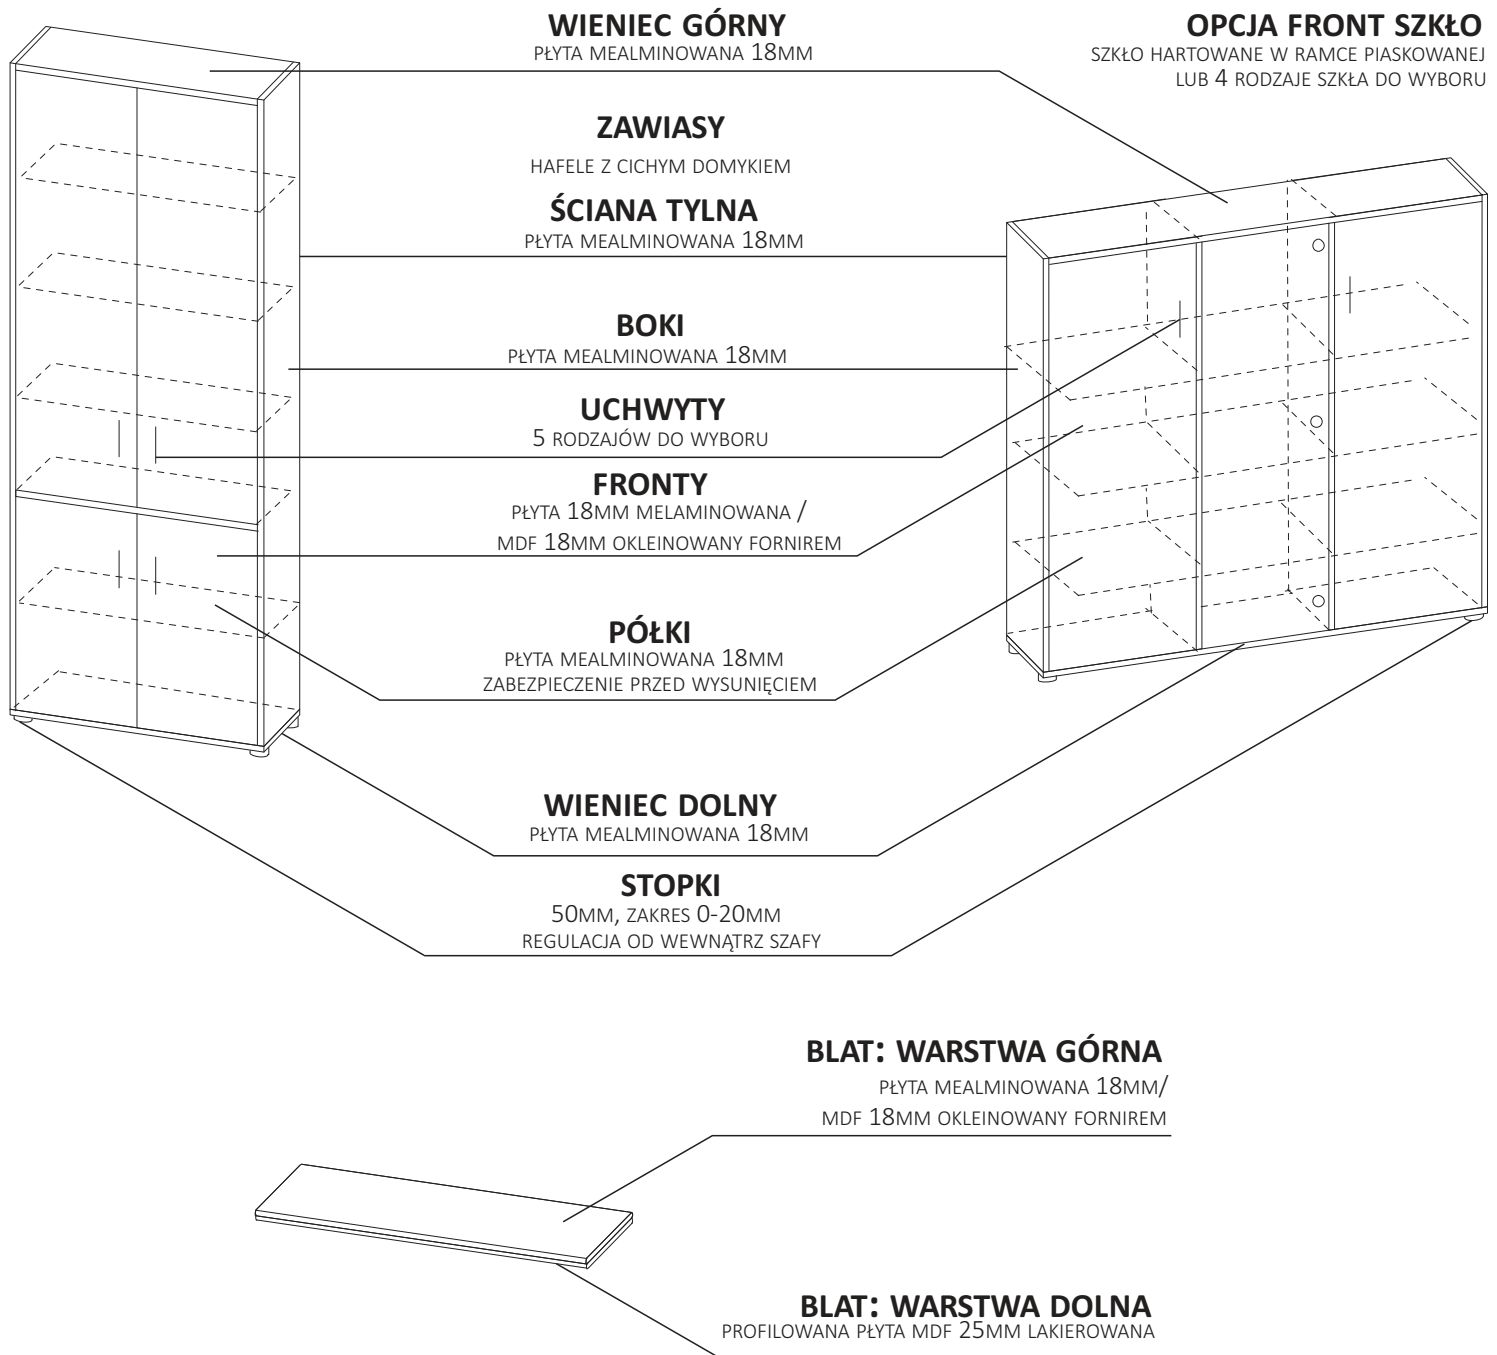 WIENIEC GÓRNY
PŁYTA MEALMINOWANA 18MM
OPCJA FRONT SZKŁO
SZKŁO HARTOWANE W RAMCE PIASKOWANEJ
LUB 4 RODZAJE SZKŁA DO WYBORU
ZAWIASY
HAFELE Z CICHYM DOMYKIEM
ŚCIANA TYLNA
PŁYTA MEALMINOWANA 18MM
BOKI
PŁYTA MEALMINOWANA 18MM
UCHWYTY
5 RODZAJÓW DO WYBORU
FRONTY
PŁYTA 18MM MELAMINOWANA /
MDF 18MM OKLEINOWANY FORNIREM
PÓŁKI
PŁYTA MEALMINOWANA 18MM
ZABEZPIECZENIE PRZED WYSUNIĘCIEM
WIENIEC DOLNY
PŁYTA MEALMINOWANA 18MM
STOPKI
50MM, ZAKRES 0-20MM
REGULACJA OD WEWNĄTRZ SZAFY
BLAT: WARSTWA GÓRNA
PŁYTA MEALMINOWANA 18MM/
MDF 18MM OKLEINOWANY FORNIREM
BLAT: WARSTWA DOLNA
PROFILOWANA PŁYTA MDF 25MM LAKIEROWANA